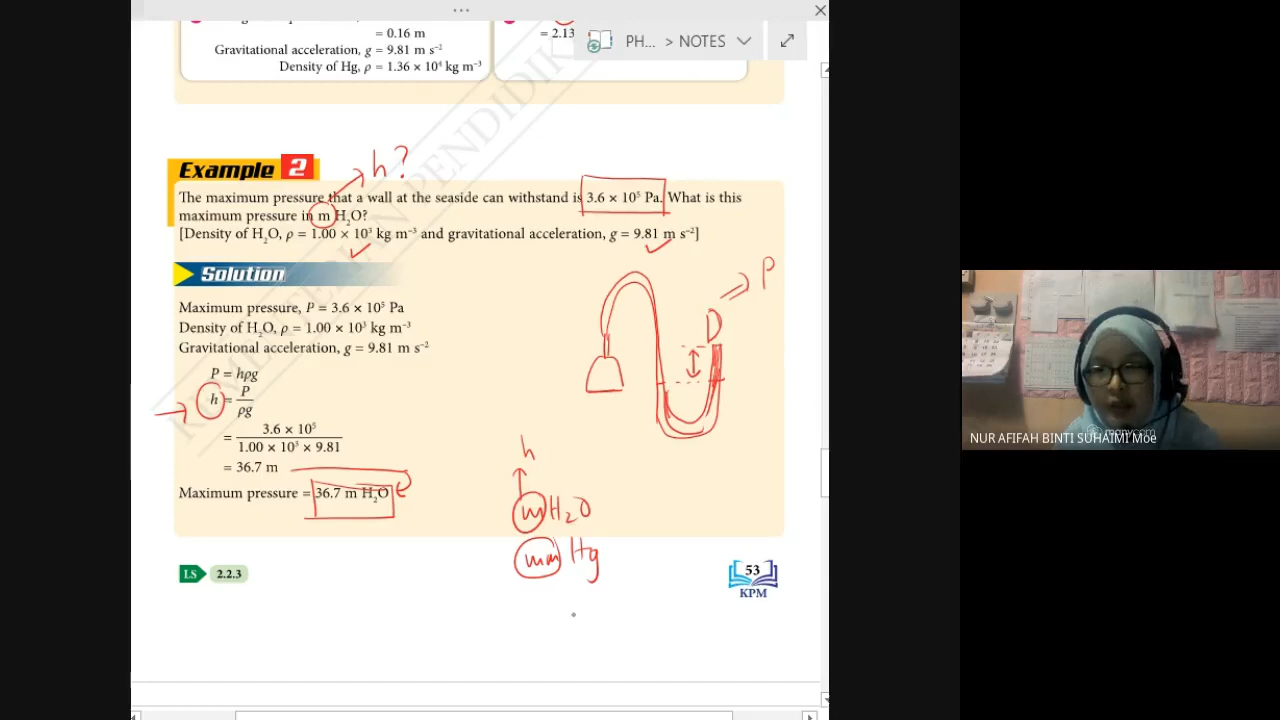 = 0.16 m
Gravitational acceleration, g = 9.81 m s⁻²
Density of Hg, ρ = 1.36 × 10⁴ kg m⁻³
= 2.13
PH... > NOTES
KEMENTERIAN PENDIDIK
Example 2
h?
The maximum pressure that a wall at the seaside can withstand is 3.6 × 10⁵ Pa. What is this
maximum pressure in m H₂O?
[Density of H₂O, ρ = 1.00 × 10³ kg m⁻³ and gravitational acceleration, g = 9.81 m s⁻²]
Solution
Maximum pressure, P = 3.6 × 10⁵ Pa
Density of H₂O, ρ = 1.00 × 10³ kg m⁻³
Gravitational acceleration, g = 9.81 m s⁻²
P = hρg
h = P/ρg
= 3.6 × 10⁵ / 1.00 × 10³ × 9.81
= 36.7 m
Maximum pressure = 36.7 m H₂O
P
h
m H₂O
mm Hg
LS 2.2.3
53
KPM
manycam
NUR AFIFAH BINTI SUHAIMI Moe